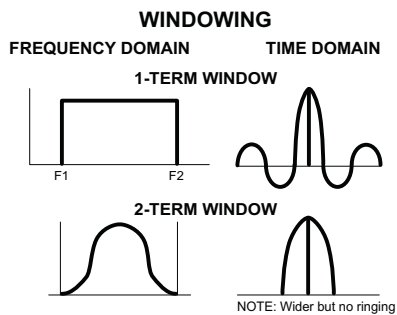 WINDOWING
FREQUENCY DOMAIN TIME DOMAIN
1-TERM WINDOW
F1 F2
2-TERM WINDOW
NOTE: Wider but no ringing